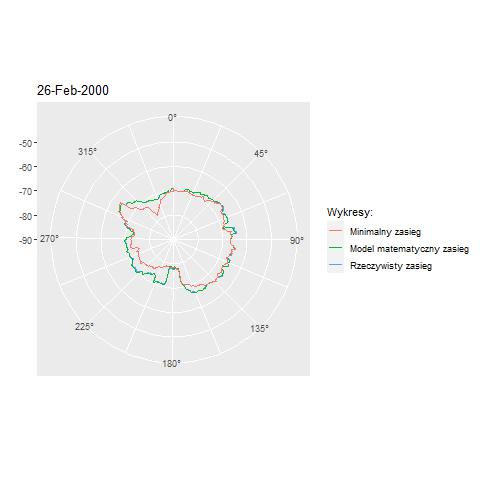 26-Feb-2000
0°
315°
45°
-50
-60
-70
-80
-90
270°
90°
225°
135°
180°
Wykresy:
Minimalny zasieg
Model matematyczny zasieg
Rzeczywisty zasieg